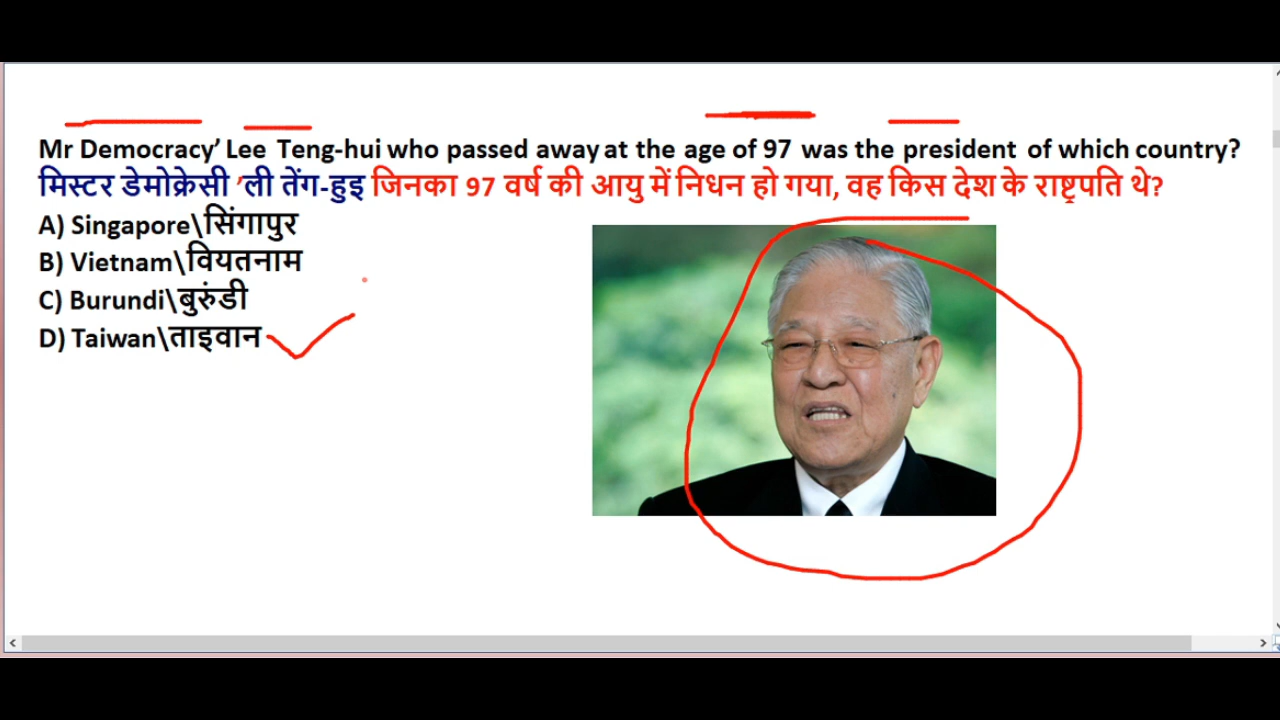 Mr Democracy’ Lee Teng-hui who passed away at the age of 97 was the president of which country?
मिस्टर डेमोक्रेसी ’ली तेंग-हुइ जिनका 97 वर्ष की आयु में निधन हो गया, वह किस देश के राष्ट्रपति थे?
A) Singapore\सिंगापुर
B) Vietnam\वियतनाम
C) Burundi\बुरुंडी
D) Taiwan\ताइवान